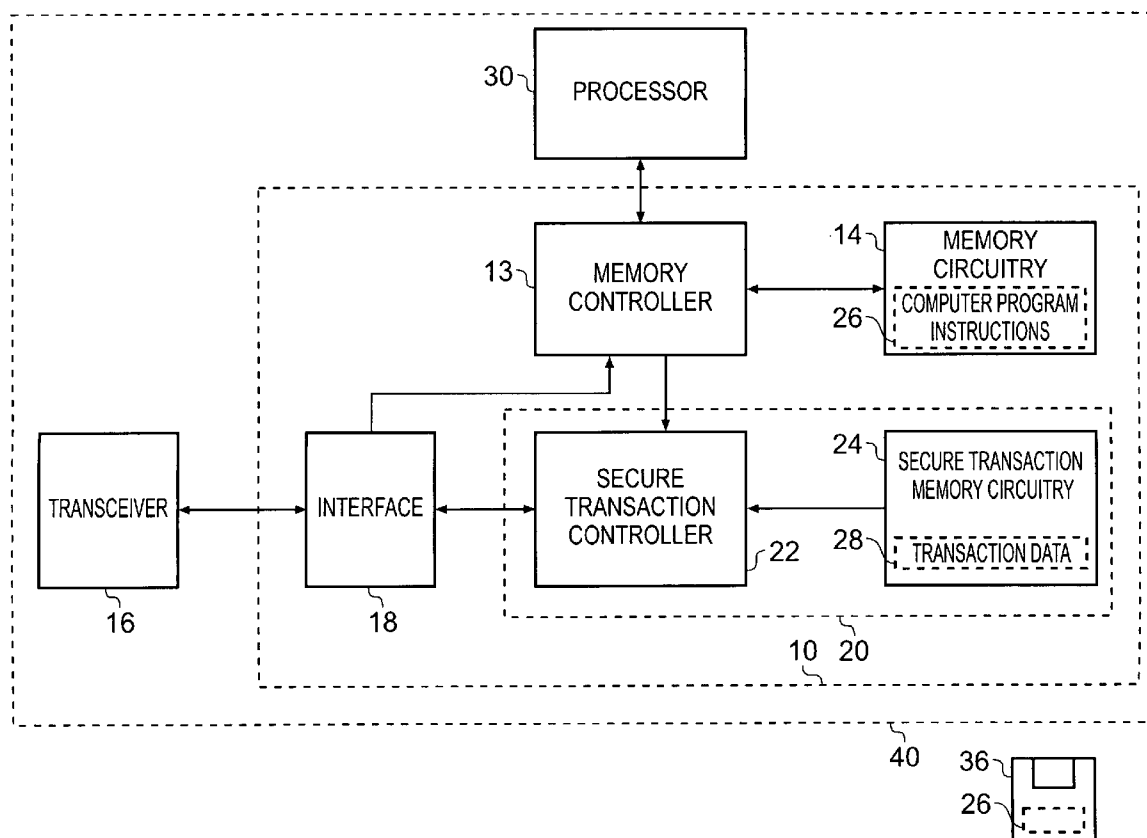 30
PROCESSOR
13
MEMORY
CONTROLLER
14
MEMORY
CIRCUITRY
26
COMPUTER PROGRAM
INSTRUCTIONS
TRANSCEIVER
16
INTERFACE
18
SECURE
TRANSACTION
CONTROLLER
22
24
SECURE TRANSACTION
MEMORY CIRCUITRY
28
TRANSACTION DATA
10
20
40
36
26